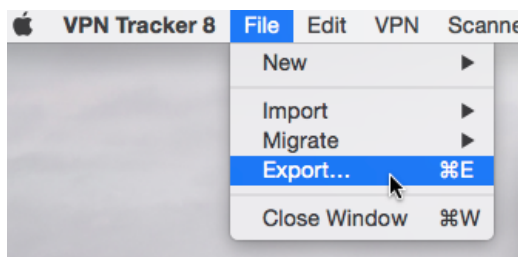 VPN Tracker 8 File Edit VPN Scanne
New
Import
Migrate
Export... ⌘E
Close Window ⌘W